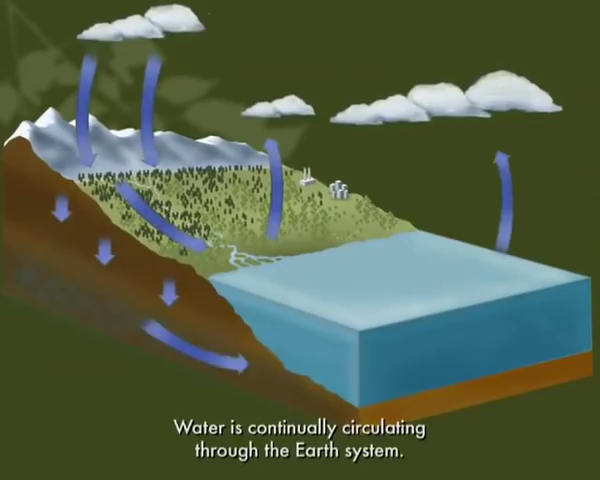 Water is continually circulating
through the Earth system.